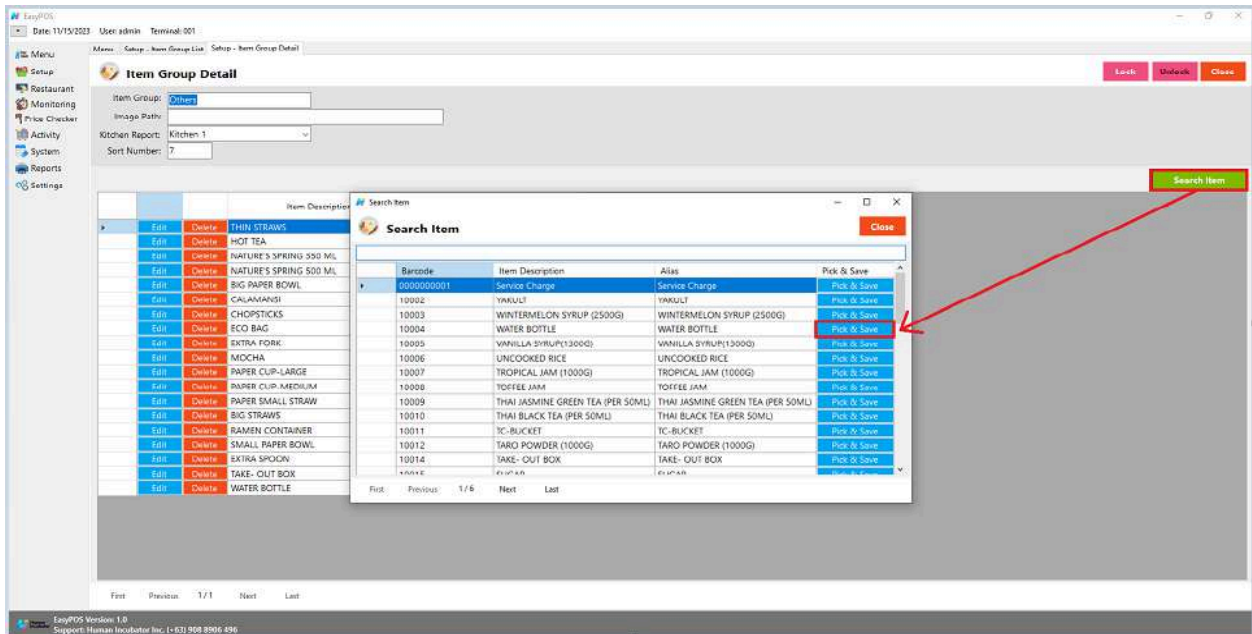 EasyPOS
Date: 11/15/2023 User: admin Terminal: 001
Menu Setup - Item Group List Setup - Item Group Detail
Menu
Setup
Restaurant
Monitoring
Price Checker
Activity
System
Reports
Settings
Item Group Detail
Lock Unlock Close
Item Group: Others
Image Path:
Kitchen Report: Kitchen 1
Sort Number: 7
Search Item
Item Description
Edit Delete THIN STRAWS
Edit Delete HOT TEA
Edit Delete NATURE'S SPRING 350 ML
Edit Delete NATURE'S SPRING 500 ML
Edit Delete BIG PAPER BOWL
Edit Delete CALAMANSI
Edit Delete CHOPSTICKS
Edit Delete ECO BAG
Edit Delete EXTRA FORK
Edit Delete MOCHA
Edit Delete PAPER CUP-LARGE
Edit Delete PAPER CUP-MEDIUM
Edit Delete PAPER SMALL STRAW
Edit Delete BIG STRAWS
Edit Delete RAMEN CONTAINER
Edit Delete SMALL PAPER BOWL
Edit Delete EXTRA SPOON
Edit Delete TAKE- OUT BOX
Edit Delete WATER BOTTLE
Search Item
Search Item
Close
Barcode Item Description Alias Pick & Save
0000000001 Service Charge Service Charge Pick & Save
10002 YAKULT YAKULT Pick & Save
10003 WINTERMELON SYRUP (2500G) WINTERMELON SYRUP (2500G) Pick & Save
10004 WATER BOTTLE WATER BOTTLE Pick & Save
10005 VANILLA SYRUP(1300G) VANILLA SYRUP(1300G) Pick & Save
10006 UNCOOKED RICE UNCOOKED RICE Pick & Save
10007 TROPICAL JAM (1000G) TROPICAL JAM (1000G) Pick & Save
10008 TOFFEE JAM TOFFEE JAM Pick & Save
10009 THAI JASMINE GREEN TEA (PER 50ML) THAI JASMINE GREEN TEA (PER 50ML) Pick & Save
10010 THAI BLACK TEA (PER 50ML) THAI BLACK TEA (PER 50ML) Pick & Save
10011 TC-BUCKET TC-BUCKET Pick & Save
10012 TARO POWDER (1000G) TARO POWDER (1000G) Pick & Save
10014 TAKE- OUT BOX TAKE- OUT BOX Pick & Save
10015 SUGAR SUGAR Pick & Save
First Previous 1/6 Next Last
First Previous 1/1 Next Last
EasyPOS Version: 1.0
Support: Human Incubator Inc. (+63) 908 8906 496